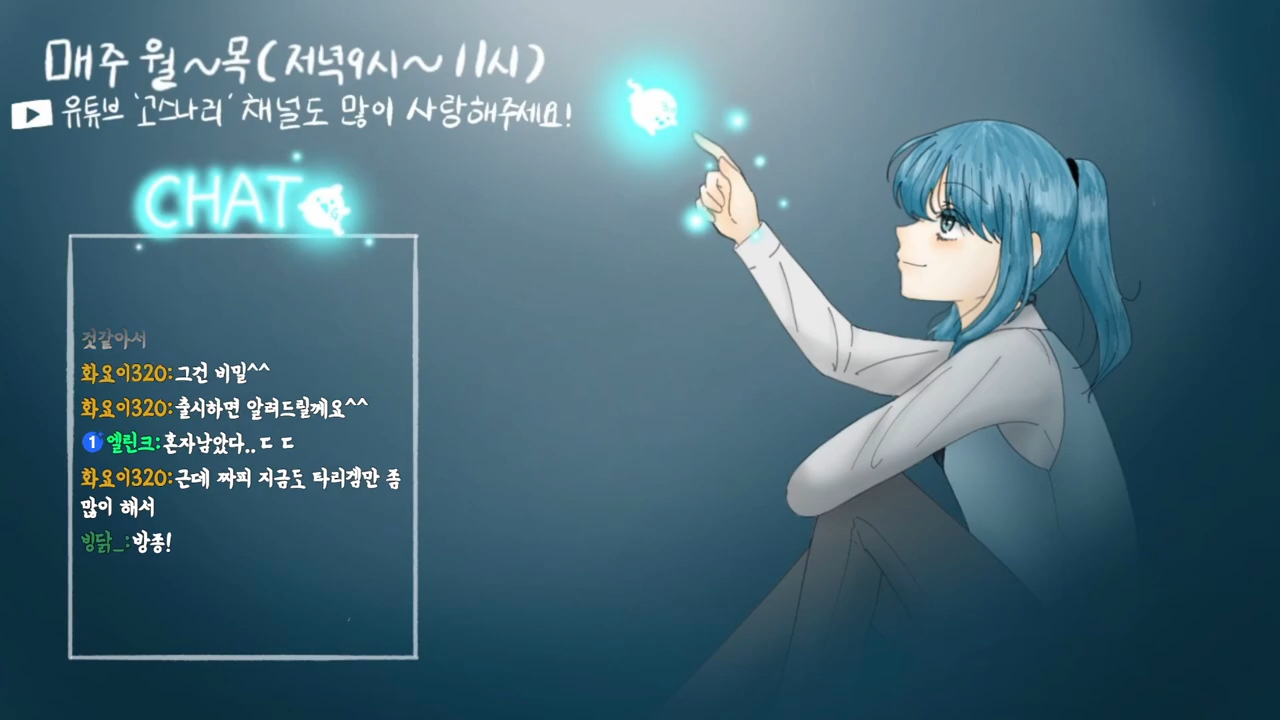 매주 월~목(저녁9시~11시)
유튜브 '고스나리' 채널도 많이 사랑해주세요!
CHAT
젓같아서
화요이320:그건 비밀^^
화요이320:출시하면 알려드릴께요^^
1 엘린크:혼자남았다..ㄷ ㄷ
화요이320:근데 짜피 지금도 타리겜만 좀
많이 해서
빙닭_:방종!